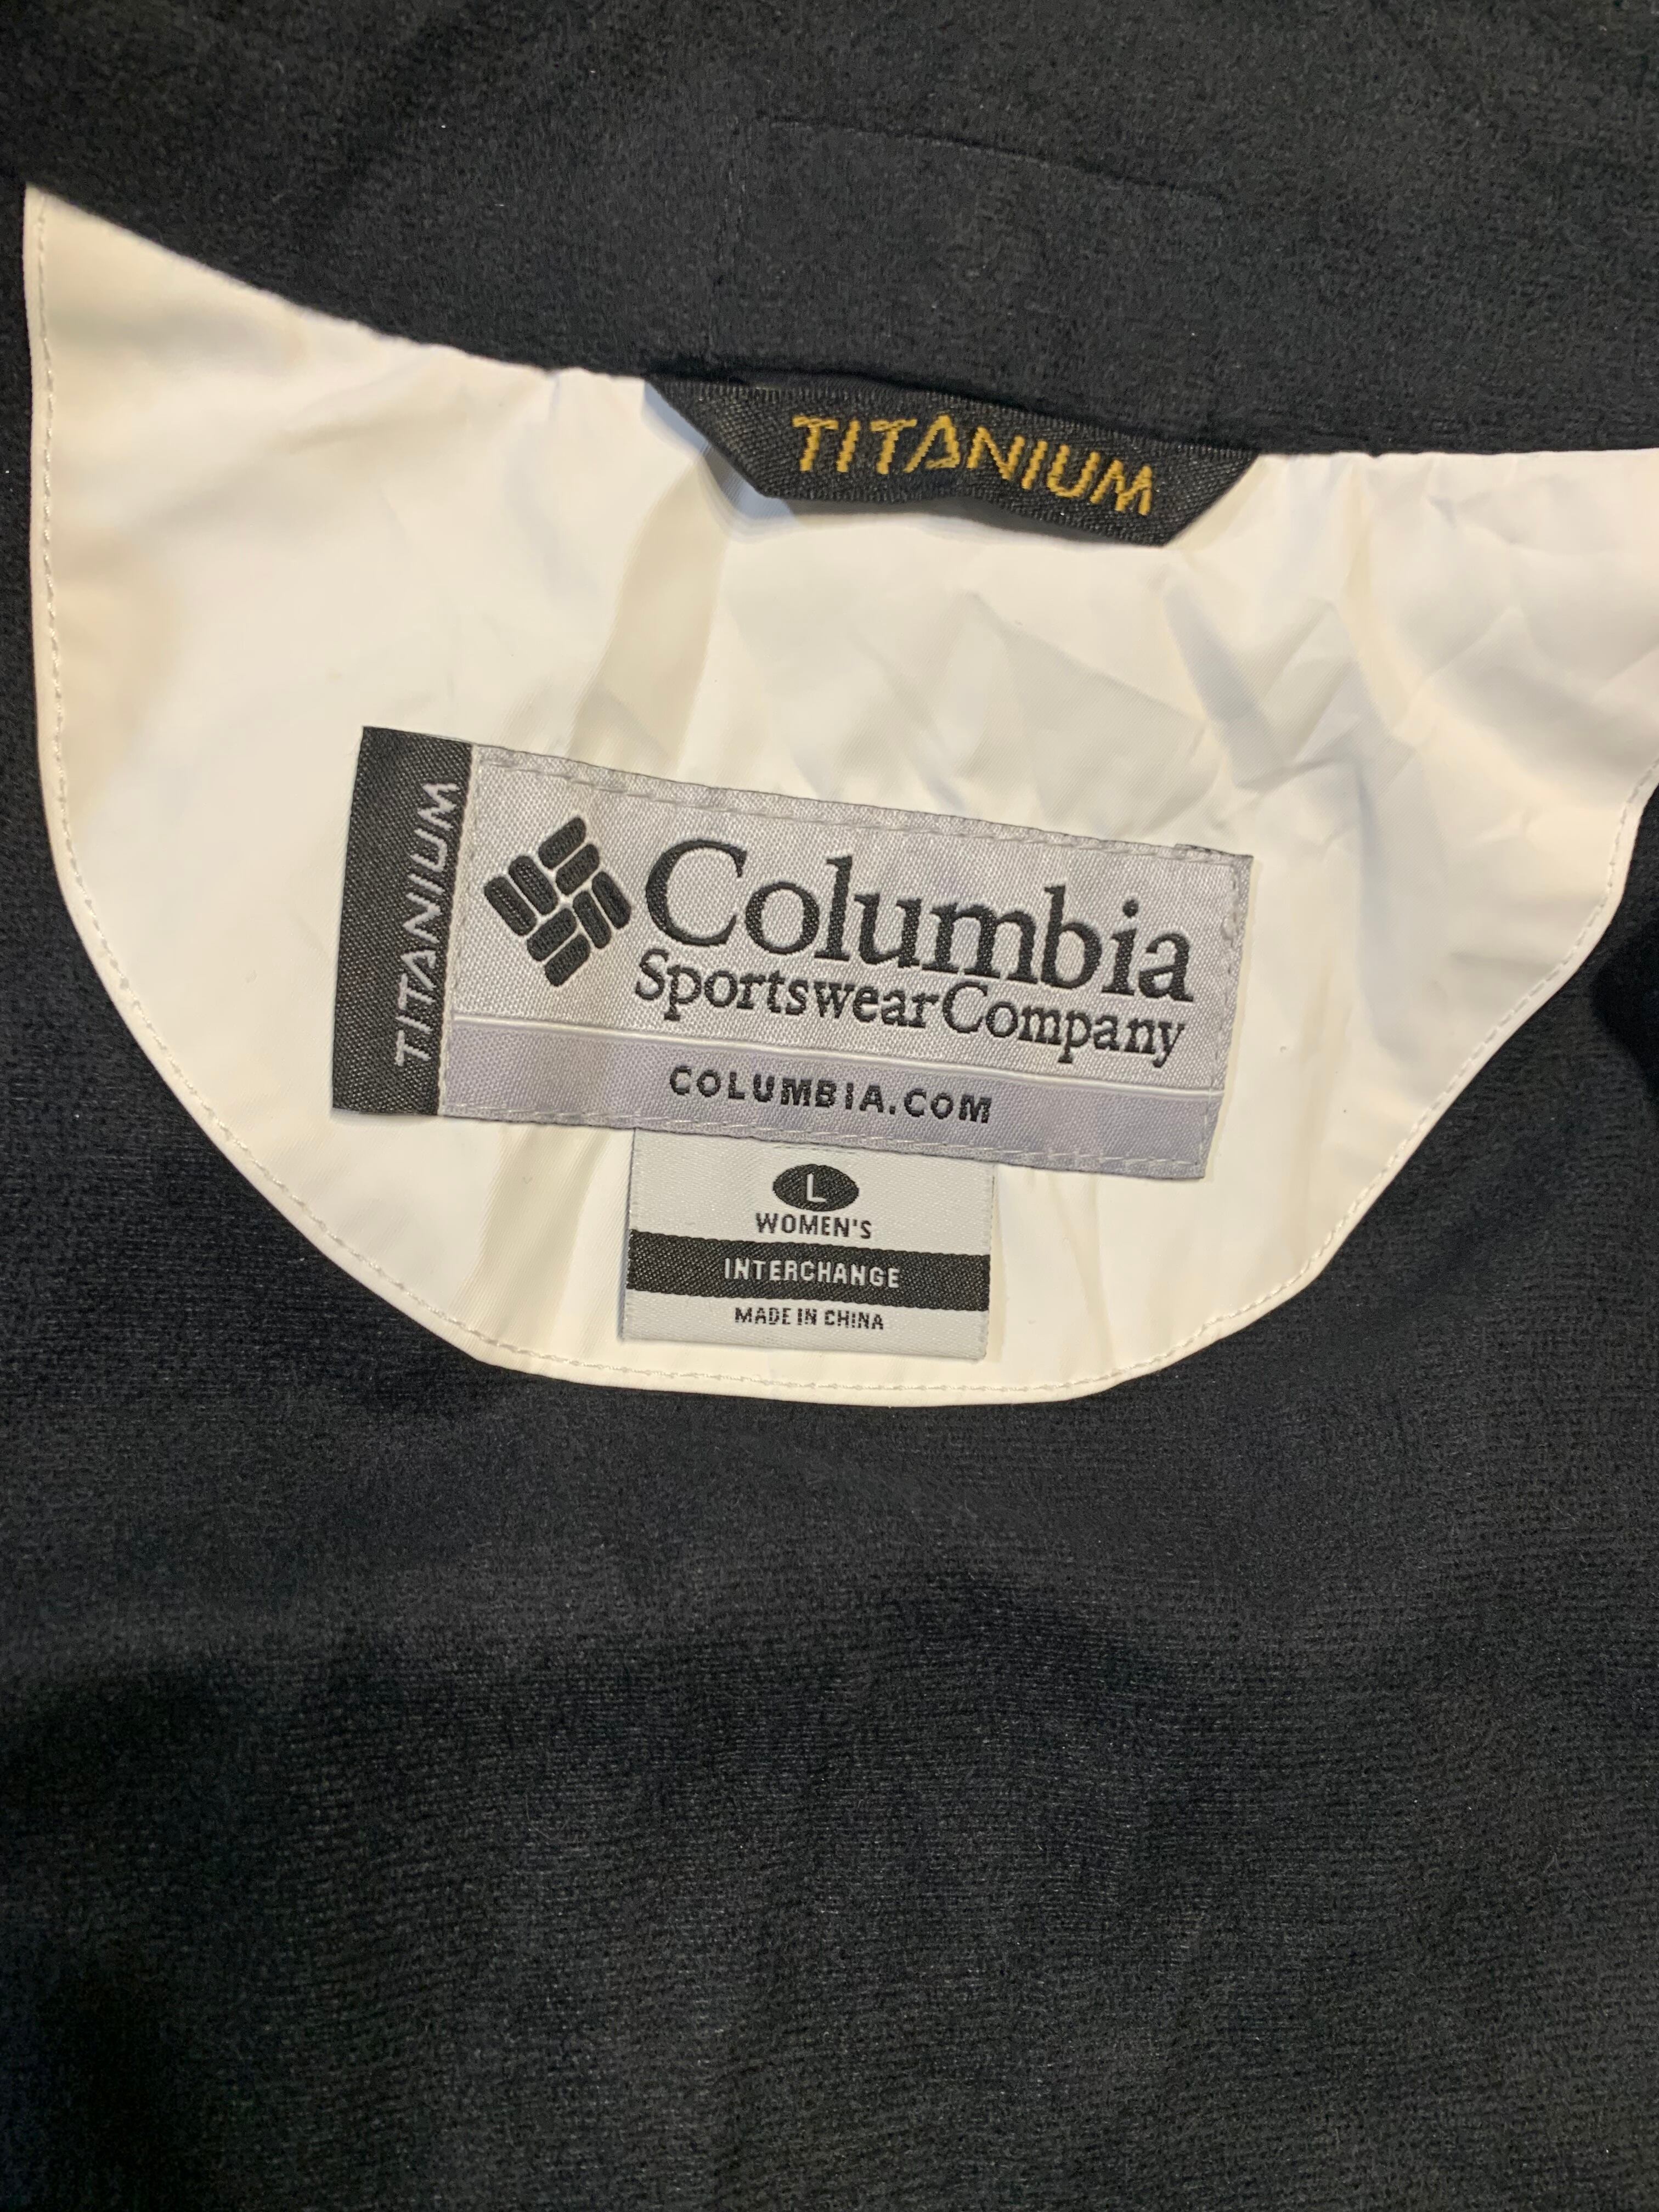 TITANIUM
TITANIUM
Columbia
Sportswear Company
COLUMBIA.COM
L
WOMEN'S
INTERCHANGE
MADE IN CHINA